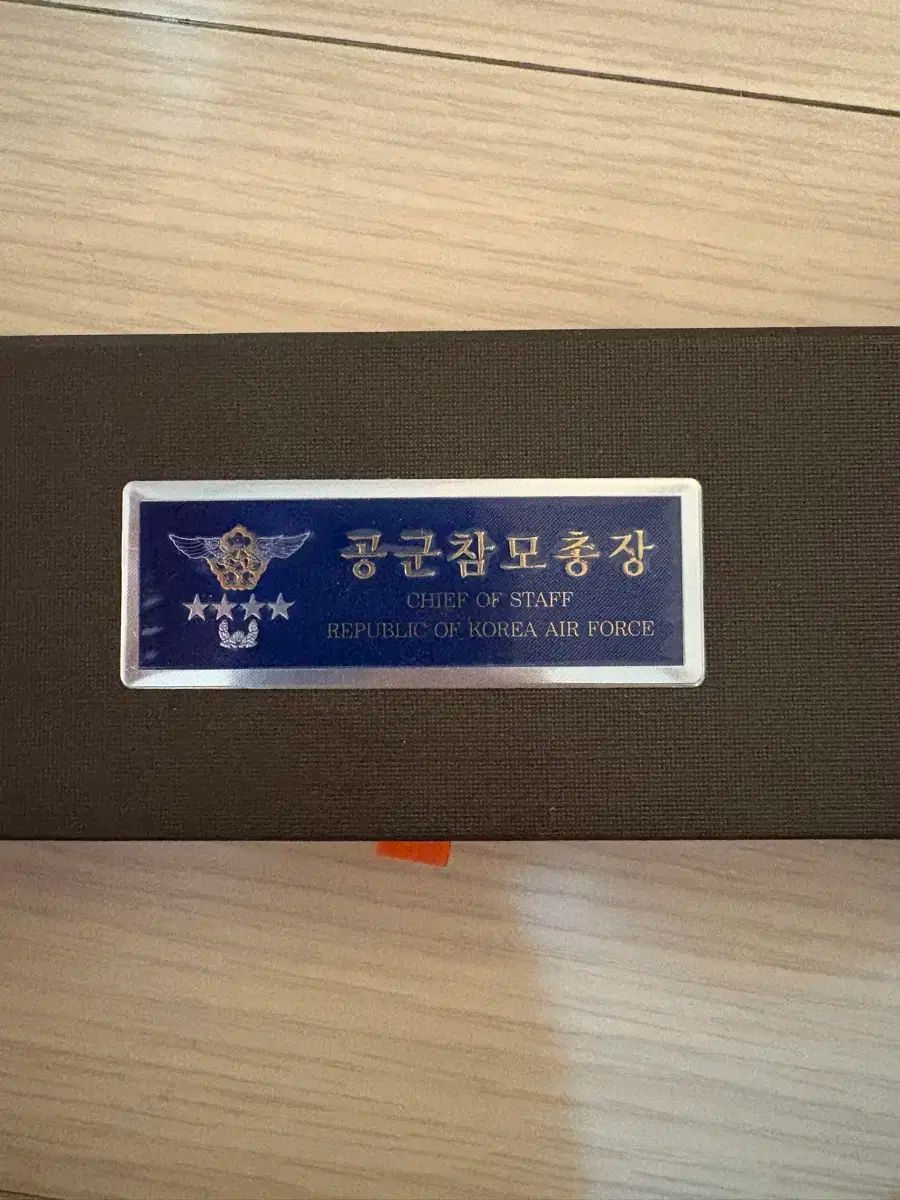 공군참모총장
CHIEF OF STAFF
REPUBLIC OF KOREA AIR FORCE